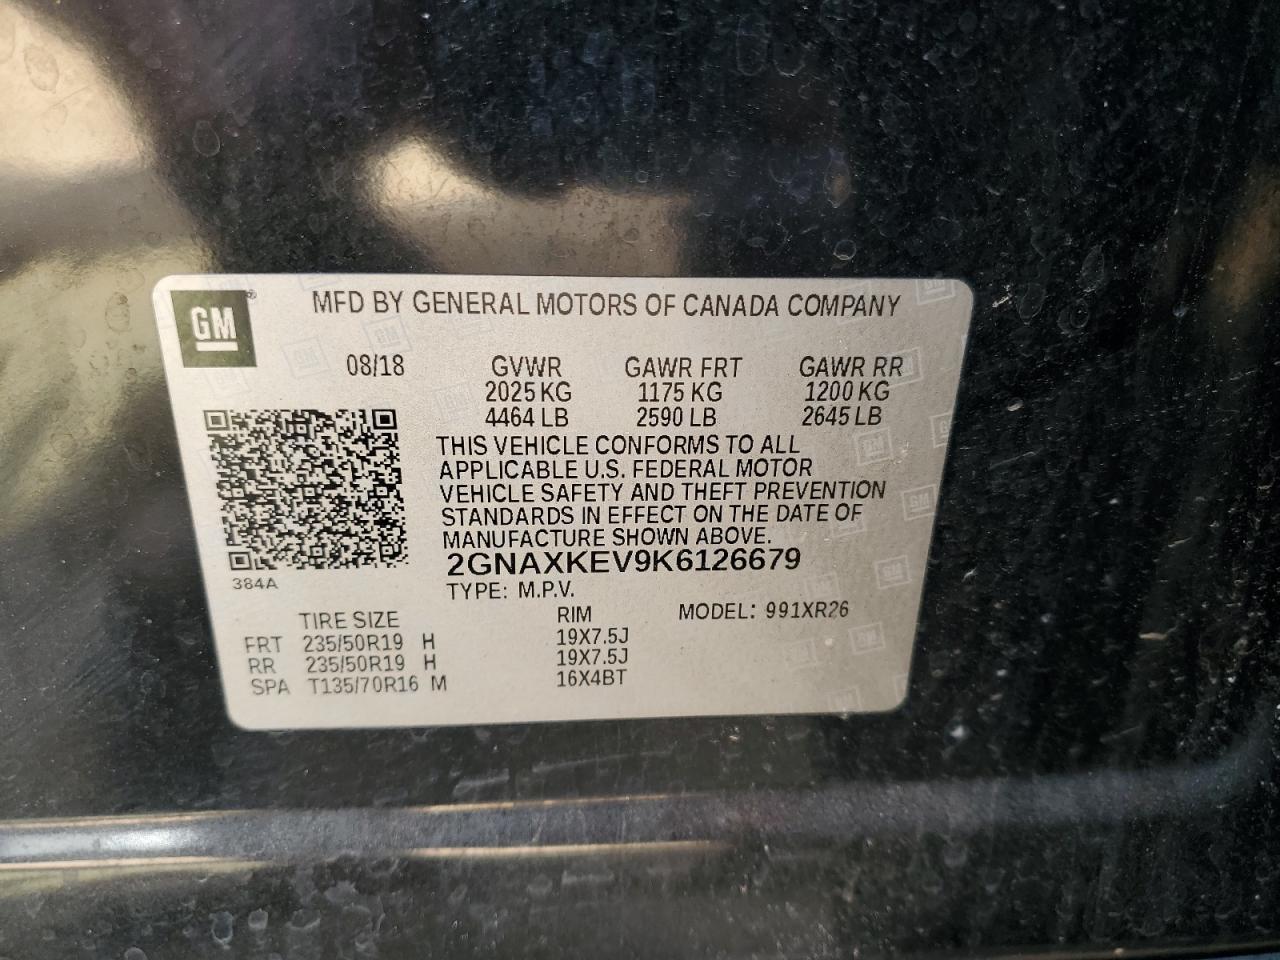 GM
MFD BY GENERAL MOTORS OF CANADA COMPANY
08/18 GVWR GAWR FRT GAWR RR
2025 KG 1175 KG 1200 KG
4464 LB 2590 LB 2645 LB
THIS VEHICLE CONFORMS TO ALL
APPLICABLE U.S. FEDERAL MOTOR
VEHICLE SAFETY AND THEFT PREVENTION
STANDARDS IN EFFECT ON THE DATE OF
MANUFACTURE SHOWN ABOVE.
2GNAXKEV9K6126679
384A
TYPE: M.P.V.
TIRE SIZE RIM MODEL: 991XR26
FRT 235/50R19 H 19X7.5J
RR 235/50R19 H 19X7.5J
SPA T135/70R16 M 16X4BT